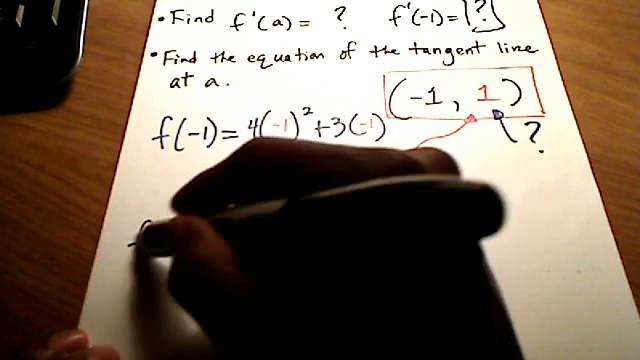 • Find f'(a) = ? f'(-1) = ?
• Find the equation of the tangent line
at a.
(-1, 1)
f(-1) = 4(-1)² + 3(-1)
?